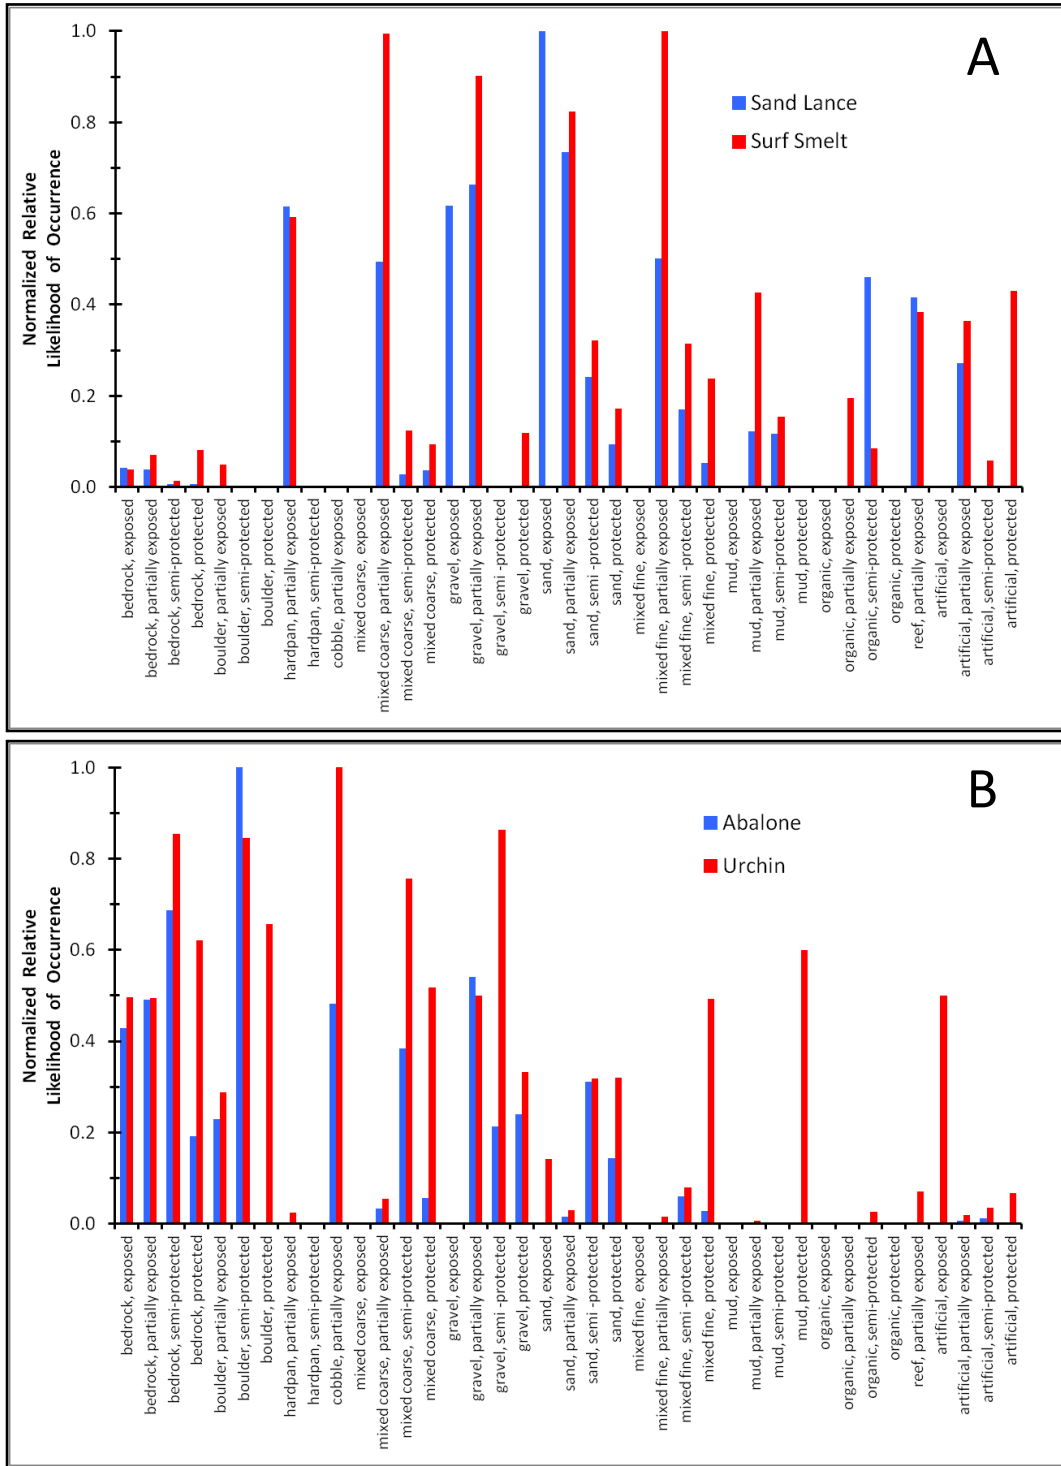 A
Sand Lance
Surf Smelt
Normalized Relative
Likelihood of Occurrence
1.0
0.8
0.6
0.4
0.2
0.0
bedrock, exposed
bedrock, partially exposed
bedrock, semi-protected
bedrock, protected
boulder, partially exposed
boulder, semi-protected
boulder, protected
hardpan, partially exposed
hardpan, semi-protected
cobble, partially exposed
mixed coarse, exposed
mixed coarse, partially exposed
mixed coarse, semi-protected
mixed coarse, protected
gravel, exposed
gravel, partially exposed
gravel, semi -protected
gravel, protected
sand, exposed
sand, partially exposed
sand, semi -protected
sand, protected
mixed fine, exposed
mixed fine, partially exposed
mixed fine, semi -protected
mixed fine, protected
mud, exposed
mud, partially exposed
mud, semi-protected
mud, protected
organic, exposed
organic, partially exposed
organic, semi-protected
organic, protected
reef, partially exposed
artificial, exposed
artificial, partially exposed
artificial, semi-protected
artificial, protected
B
Abalone
Urchin
Normalized Relative
Likelihood of Occurrence
1.0
0.8
0.6
0.4
0.2
0.0
bedrock, exposed
bedrock, partially exposed
bedrock, semi-protected
bedrock, protected
boulder, partially exposed
boulder, semi-protected
boulder, protected
hardpan, partially exposed
hardpan, semi-protected
cobble, partially exposed
mixed coarse, exposed
mixed coarse, partially exposed
mixed coarse, semi-protected
mixed coarse, protected
gravel, exposed
gravel, partially exposed
gravel, semi -protected
gravel, protected
sand, exposed
sand, partially exposed
sand, semi -protected
sand, protected
mixed fine, exposed
mixed fine, partially exposed
mixed fine, semi -protected
mixed fine, protected
mud, exposed
mud, partially exposed
mud, semi-protected
mud, protected
organic, exposed
organic, partially exposed
organic, semi-protected
organic, protected
reef, partially exposed
artificial, exposed
artificial, partially exposed
artificial, semi-protected
artificial, protected